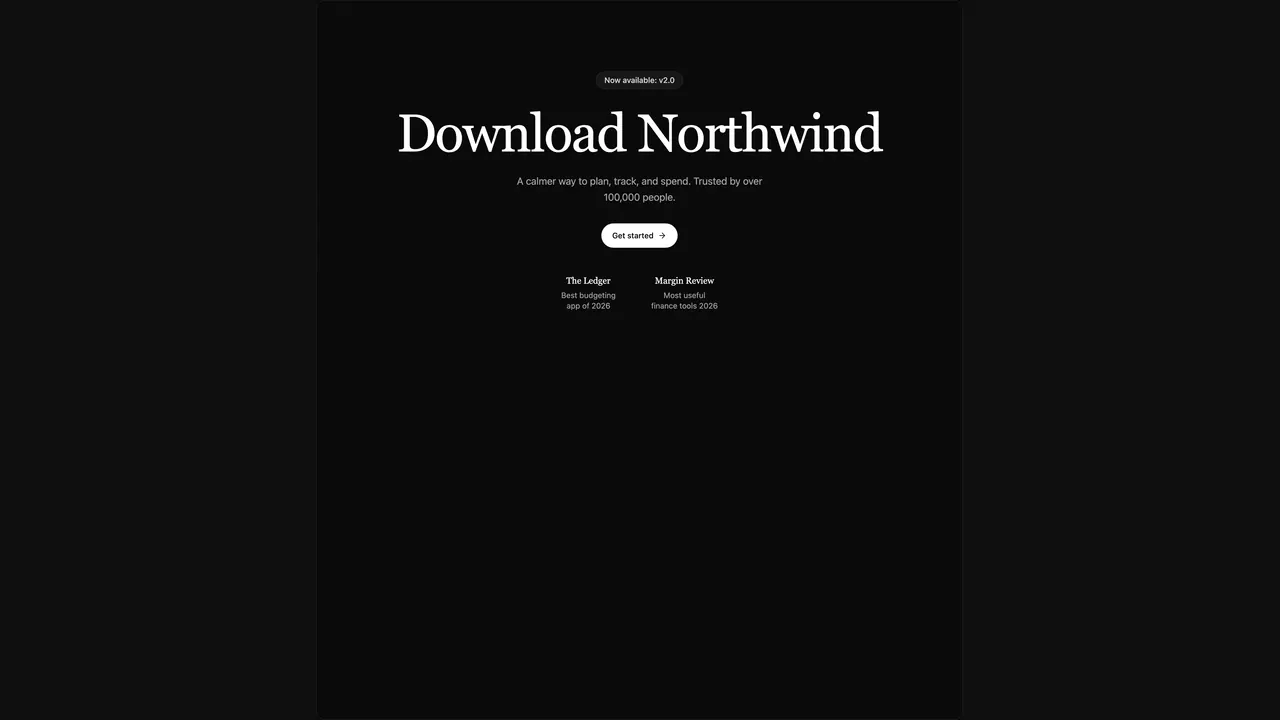 Now available: v2.0
Download Northwind
A calmer way to plan, track, and spend. Trusted by over
100,000 people.
Get started →
The Ledger
Best budgeting
app of 2026
Margin Review
Most useful
finance tools 2026